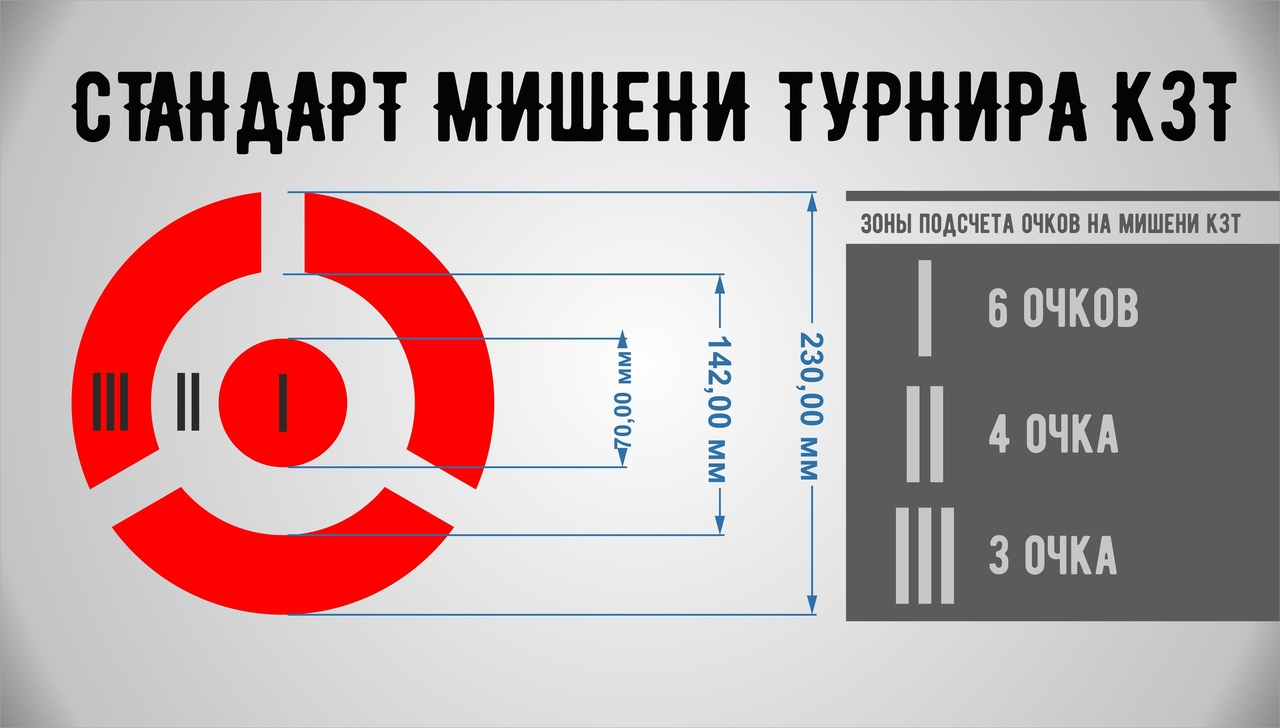 СТАНДАРТ МИШЕНИ ТУРНИРА КЗТ
ЗОНЫ ПОДСЧЕТА ОЧКОВ НА МИШЕНИ КЗТ
III II I
70,00 мм
142,00 мм
230,00 мм
I 6 ОЧКОВ
II 4 ОЧКА
III 3 ОЧКА